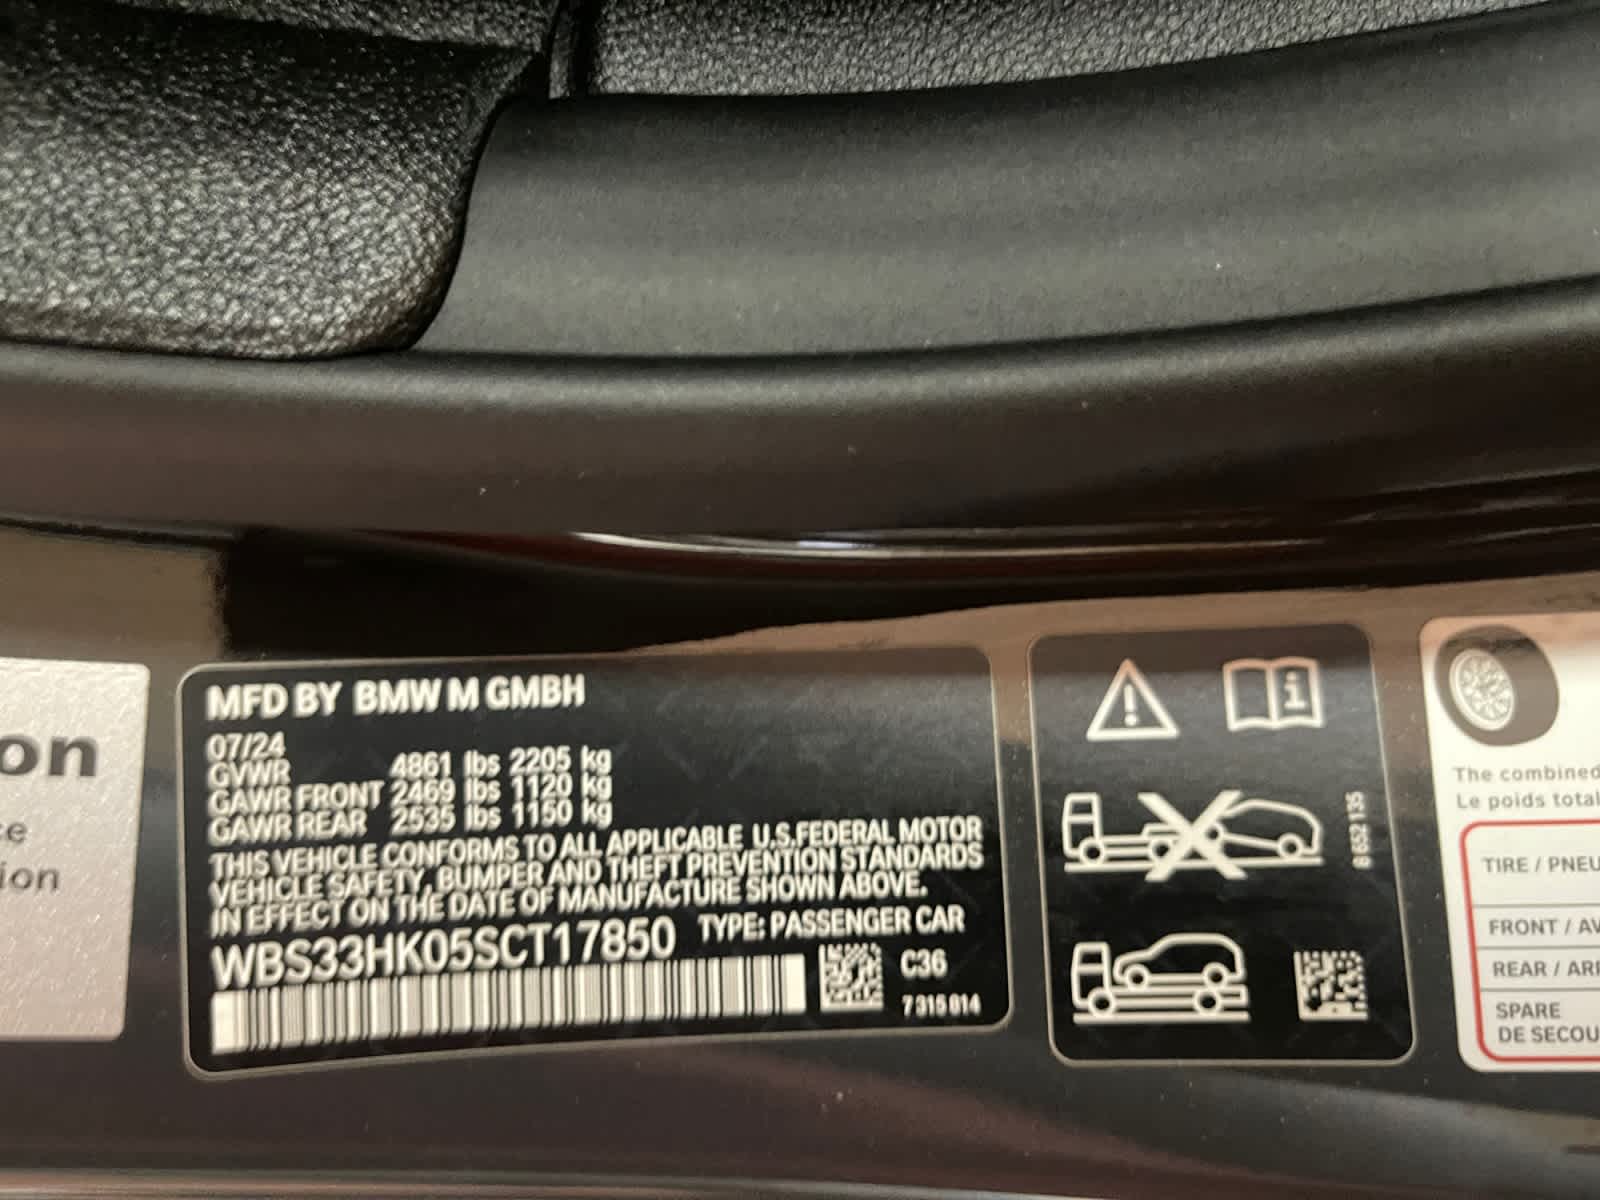 on
ce
ion
MFD BY BMW M GMBH
07/24
GVWR 4861 lbs 2205 kg
GAWR FRONT 2469 lbs 1120 kg
GAWR REAR 2535 lbs 1150 kg
THIS VEHICLE CONFORMS TO ALL APPLICABLE U.S.FEDERAL MOTOR
VEHICLE SAFETY, BUMPER AND THEFT PREVENTION STANDARDS
IN EFFECT ON THE DATE OF MANUFACTURE SHOWN ABOVE.
WBS33HK05SCT17850 TYPE: PASSENGER CAR
C36
7 315 814
i
8 652 135
The combined
Le poids total
TIRE / PNEU
FRONT / AV
REAR / ARR
SPARE
DE SECOU